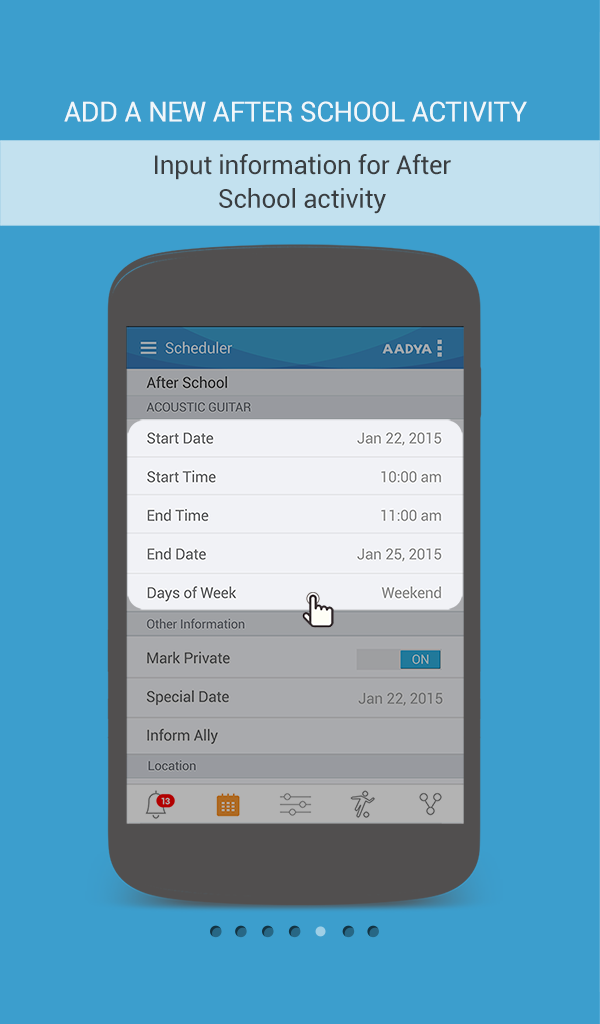 ADD A NEW AFTER SCHOOL ACTIVITY
Input information for After
School activity
Scheduler AADYA
After School
ACOUSTIC GUITAR
Start Date Jan 22, 2015
Start Time 10:00 am
End Time 11:00 am
End Date Jan 25, 2015
Days of Week Weekend
Other Information
Mark Private ON
Special Date Jan 22, 2015
Inform Ally
Location
13